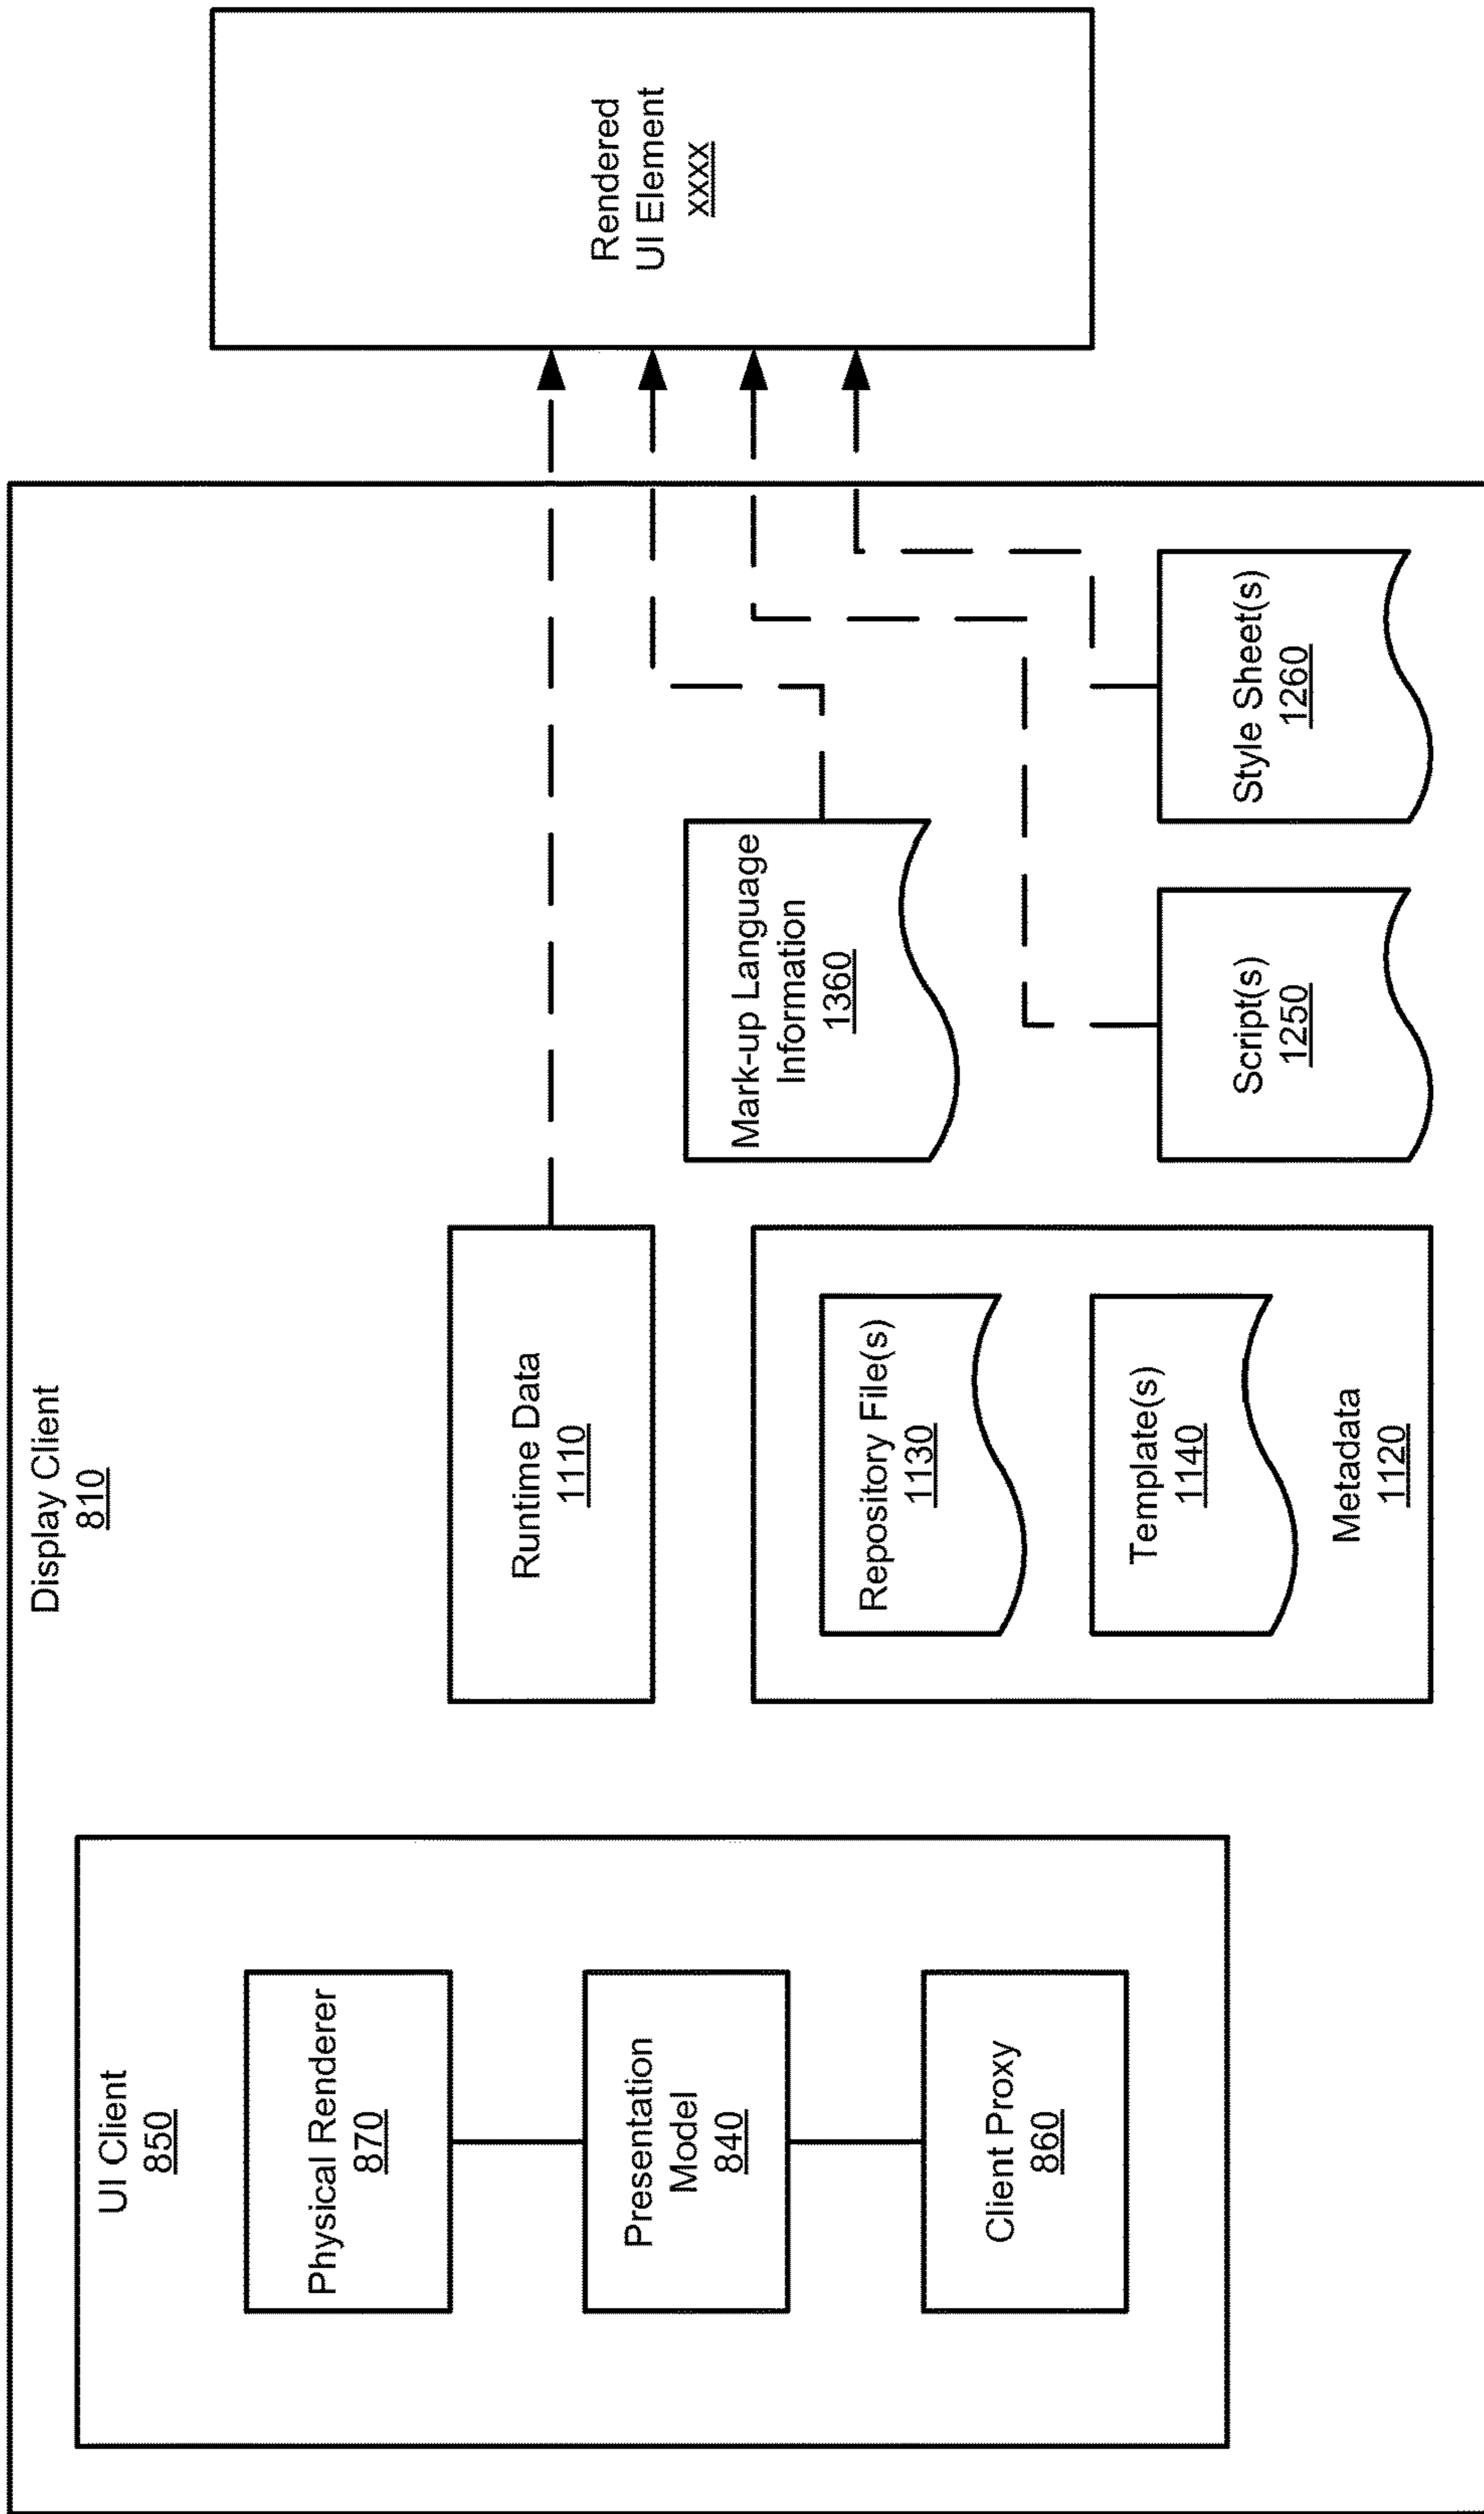 Display Client
810
UI Client
850
Physical Renderer
870
Presentation
Model
840
Client Proxy
860
Runtime Data
1110
Repository File(s)
1130
Template(s)
1140
Metadata
1120
Mark-up Language
Information
1360
Script(s)
1250
Style Sheet(s)
1260
Rendered
UI Element
xxxx